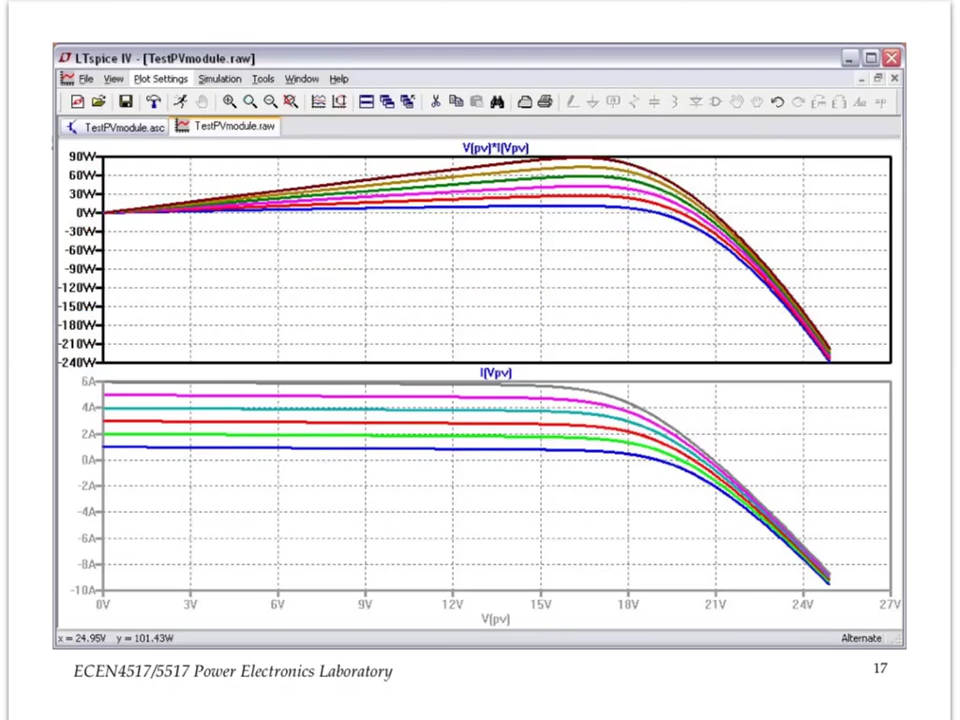 LTspice IV - [TestPVmodule.raw]
File View Plot Settings Simulation Tools Window Help
TestPVmodule.asc TestPVmodule.raw
V(pv)*I(Vpv)
90W
60W
30W
0W
-30W
-60W
-90W
-120W
-150W
-180W
-210W
-240W
I(Vpv)
6A
4A
2A
0A
-2A
-4A
-6A
-8A
-10A
0V 3V 6V 9V 12V 15V 18V 21V 24V 27V
V(pv)
x = 24.95V y = 101.43W Alternate
ECEN4517/5517 Power Electronics Laboratory 17